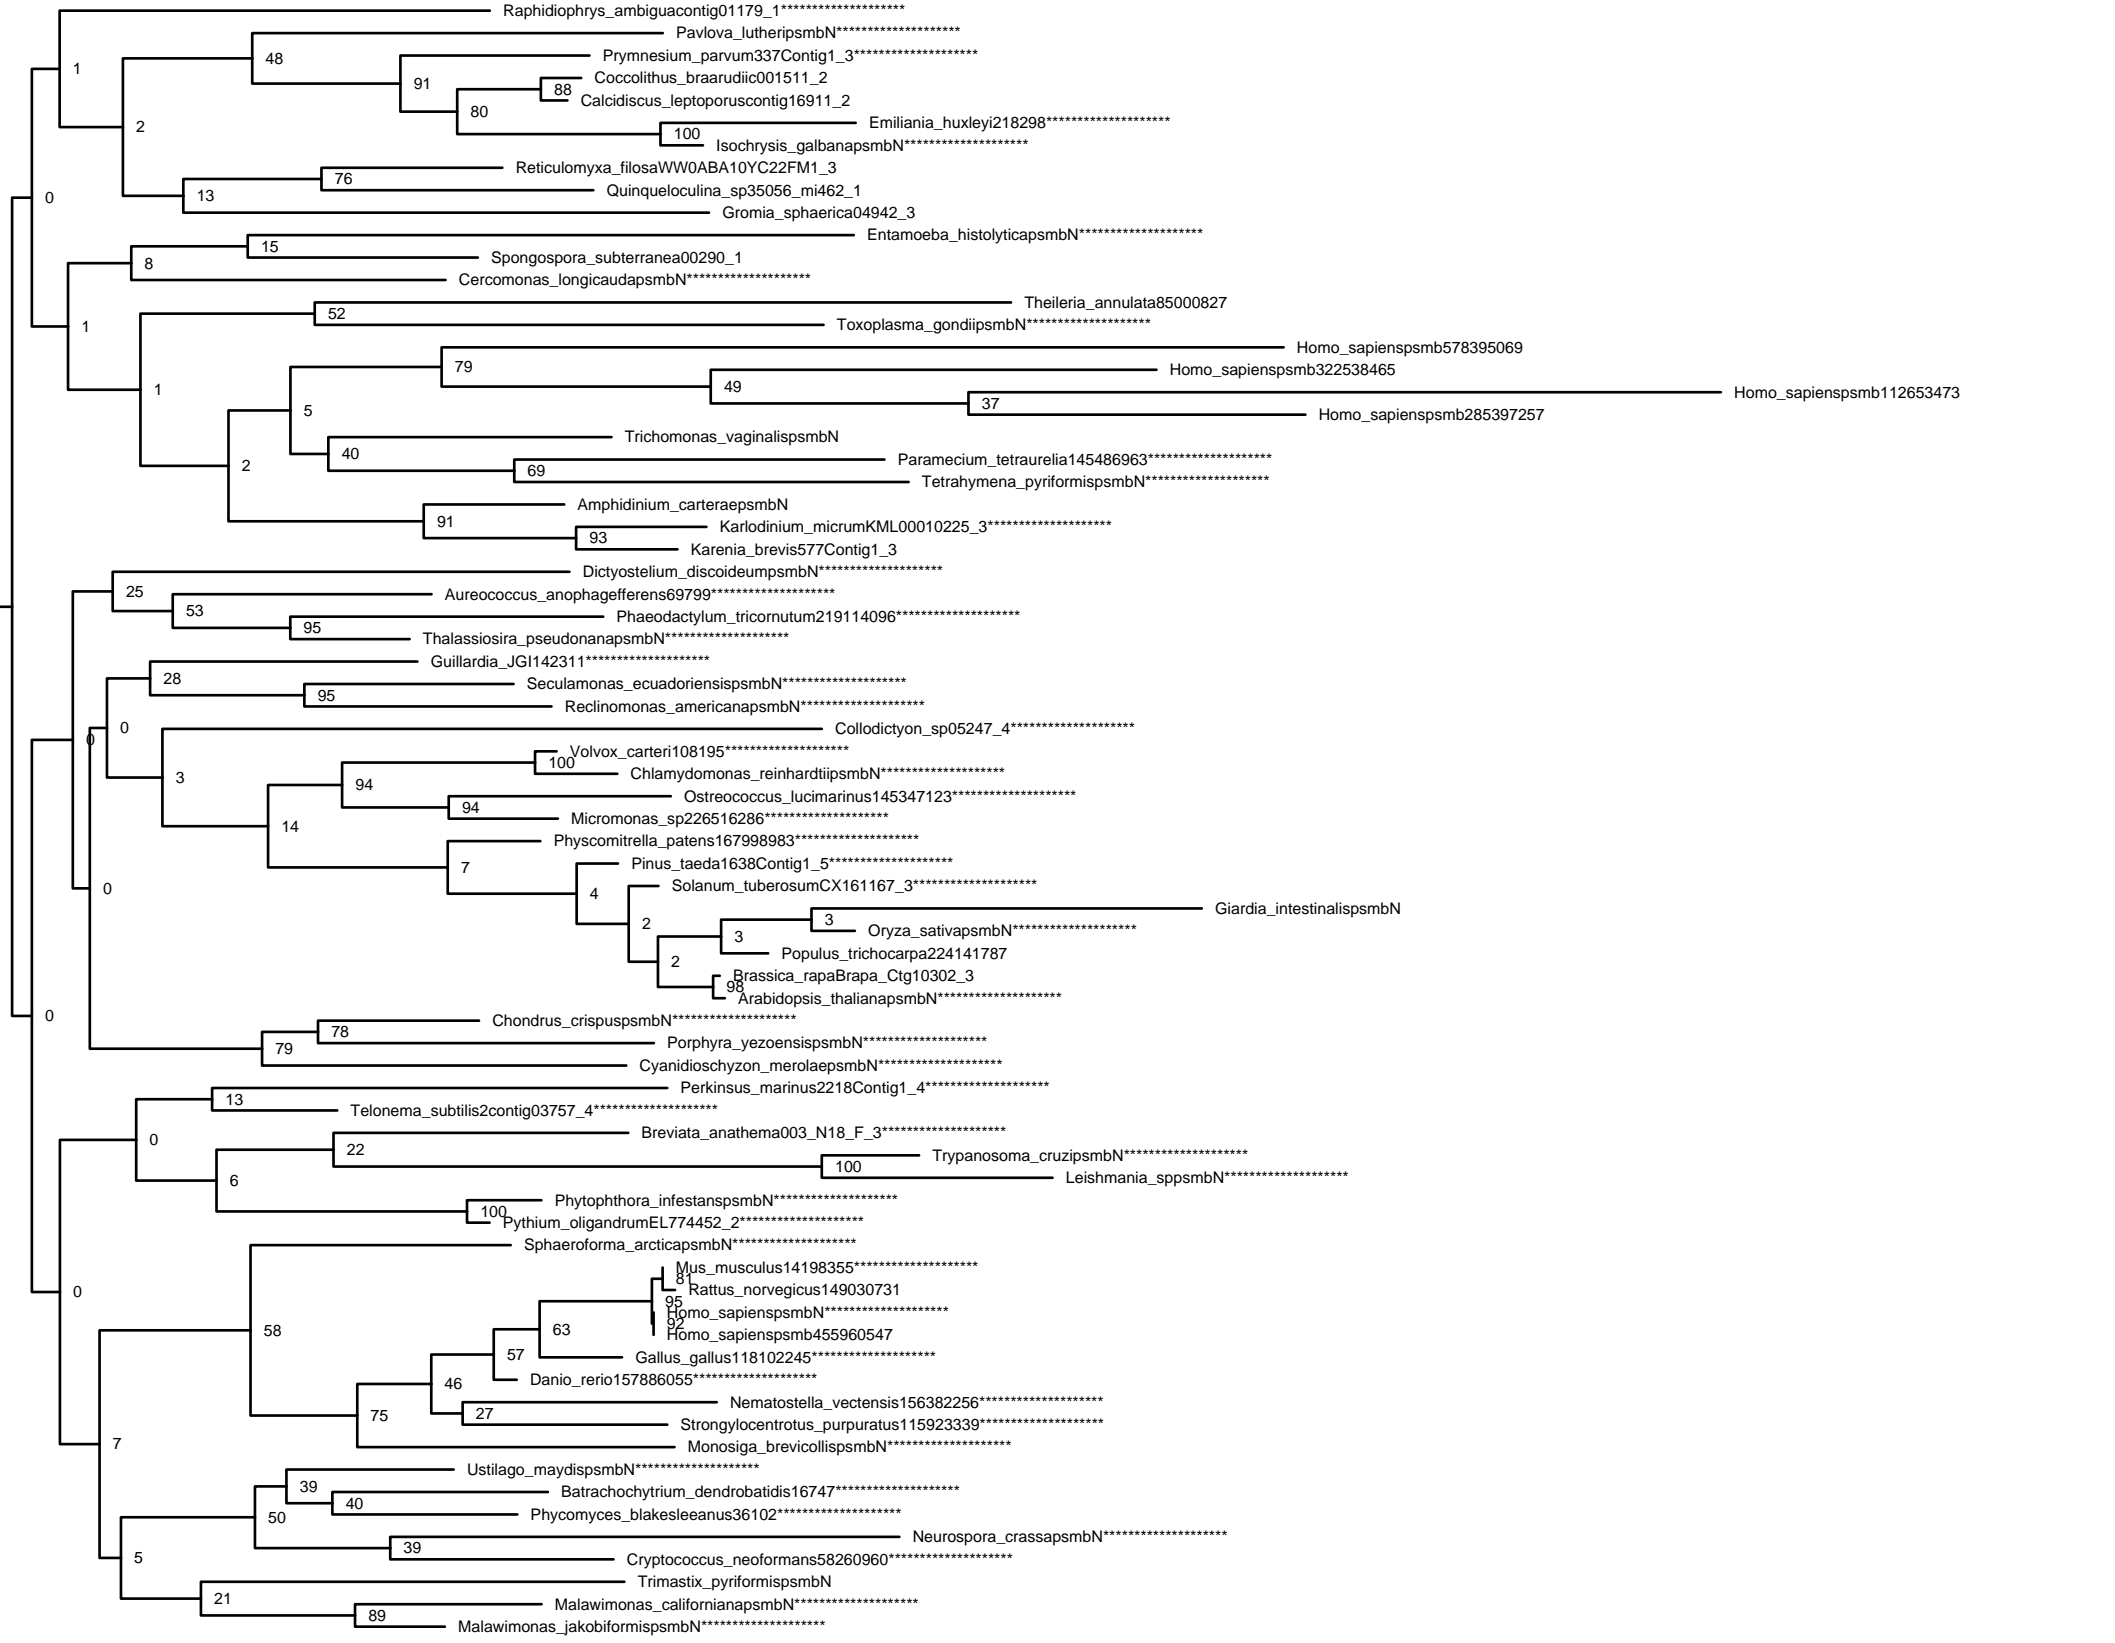 Raphidiophrys_ambiguacontig01179_1********************
Pavlova_lutheripsmbN********************
48
1
Prymnesium_parvum337Contig1_3********************
91
Coccolithus_braarudiic001511_2
88
Calcidiscus_leptoporuscontig16911_2
80
Emiliania_huxleyi218298********************
2
100
Isochrysis_galbanapsmbN********************
Reticulomyxa_filosaWW0ABA10YC22FM1_3
76
Quinqueloculina_sp35056_mi462_1
13
0
Gromia_sphaerica04942_3
Entamoeba_histolyticapsmbN********************
15
Spongospora_subterranea00290_1
8
Cercomonas_longicaudapsmbN********************
Theileria_annulata85000827
52
Toxoplasma_gondiipsmbN********************
1
Homo_sapienspsmb578395069
79
Homo_sapienspsmb322538465
49
1
Homo_sapienspsmb112653473
37
5
Homo_sapienspsmb285397257
Trichomonas_vaginalispsmbN
40
Paramecium_tetraurelia145486963********************
2
69
Tetrahymena_pyriformispsmbN********************
Amphidinium_carteraepsmbN
91
Karlodinium_micrumKML00010225_3********************
93
Karenia_brevis577Contig1_3
Dictyostelium_discoideumpsmbN********************
25
Aureococcus_anophagefferens69799********************
53
Phaeodactylum_tricornutum219114096********************
95
Thalassiosira_pseudonanapsmbN********************
Guillardia_JGI142311********************
28
Seculamonas_ecuadoriensispsmbN********************
95
Reclinomonas_americanapsmbN********************
0
Collodictyon_sp05247_4********************
0
Volvox_carteri108195********************
100
Chlamydomonas_reinhardtiipsmbN********************
3
94
Ostreococcus_lucimarinus145347123********************
94
Micromonas_sp226516286********************
14
Physcomitrella_patens167998983********************
7
Pinus_taeda1638Contig1_5********************
0
4
Solanum_tuberosumCX161167_3********************
Giardia_intestinalispsmbN
3
2
Oryza_sativapsmbN********************
3
Populus_trichocarpa224141787
2
Brassica_rapaBrapa_Ctg10302_3
98
Arabidopsis_thalianapsmbN********************
0
Chondrus_crispuspsmbN********************
78
Porphyra_yezoensispsmbN********************
79
Cyanidioschyzon_merolaepsmbN********************
Perkinsus_marinus2218Contig1_4********************
13
Telonema_subtilis2contig03757_4********************
Breviata_anathema003_N18_F_3********************
0
22
Trypanosoma_cruzipsmbN********************
100
Leishmania_sppsmbN********************
6
Phytophthora_infestanspsmbN********************
100
Pythium_oligandrumEL774452_2********************
Sphaeroforma_arcticapsmbN********************
Mus_musculus14198355********************
81
Rattus_norvegicus149030731
0
95
Homo_sapienspsmbN********************
92
58
63
Homo_sapienspsmb455960547
57
Gallus_gallus118102245********************
Danio_rerio157886055********************
46
Nematostella_vectensis156382256********************
75
27
Strongylocentrotus_purpuratus115923339********************
7
Monosiga_brevicollispsmbN********************
Ustilago_maydispsmbN********************
39
Batrachochytrium_dendrobatidis16747********************
40
Phycomyces_blakesleeanus36102********************
50
Neurospora_crassapsmbN********************
39
5
Cryptococcus_neoformans58260960********************
Trimastix_pyriformispsmbN
21
Malawimonas_californianapsmbN********************
89
Malawimonas_jakobiformispsmbN********************